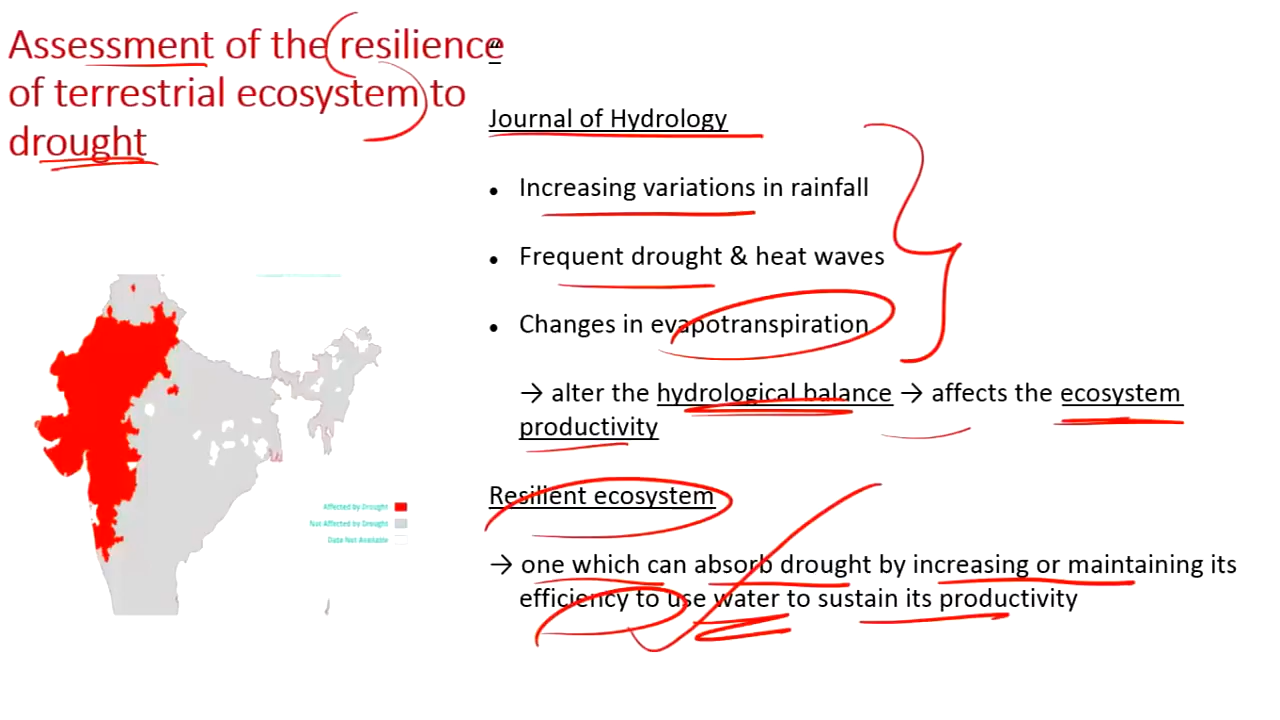 Assessment of the resilience
of terrestrial ecosystem to
drought
“
Journal of Hydrology
• Increasing variations in rainfall
• Frequent drought & heat waves
• Changes in evapotranspiration
→ alter the hydrological balance → affects the ecosystem
productivity
Resilient ecosystem
→ one which can absorb drought by increasing or maintaining its
efficiency to use water to sustain its productivity
Affected by Drought
Not Affected by Drought
Data Not Available